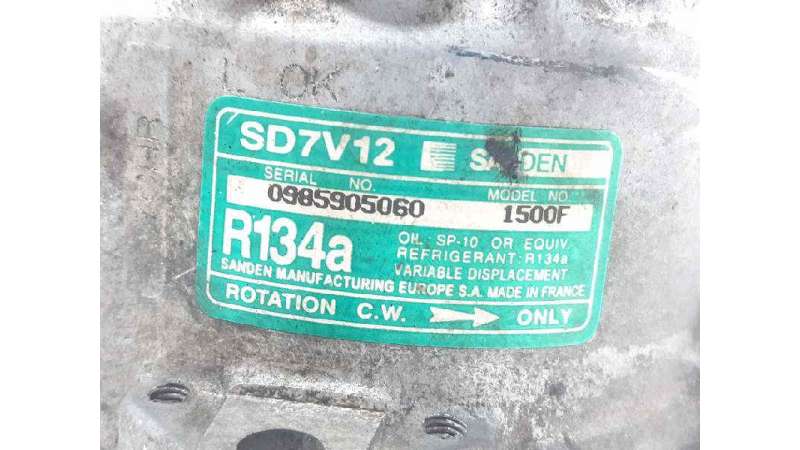 L OK
SD7V12 SANDEN
SERIAL NO. MODEL NO.
0985905060 1500F
R134a
OIL: SP-10 OR EQUIV.
REFRIGERANT: R134a
VARIABLE DISPLACEMENT
SANDEN MANUFACTURING EUROPE S.A. MADE IN FRANCE
ROTATION C.W. ONLY